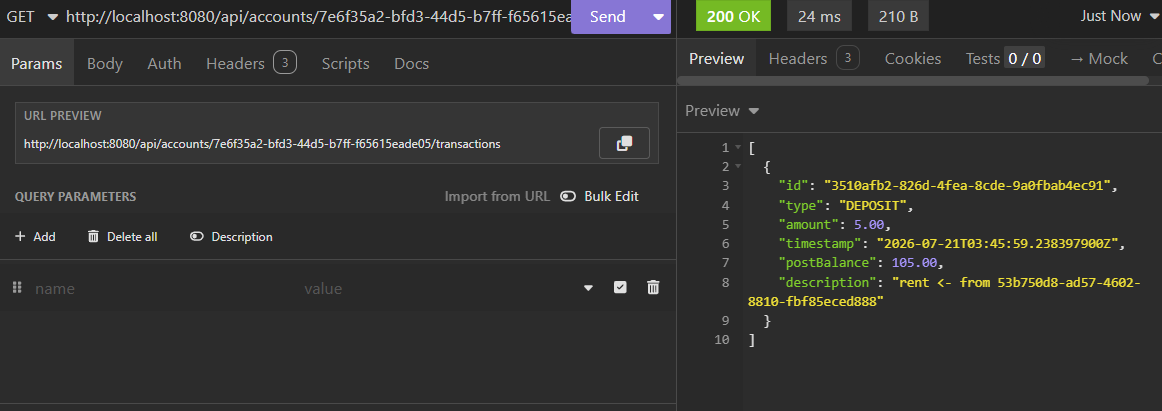 GET http://localhost:8080/api/accounts/7e6f35a2-bfd3-44d5-b7ff-f65615ea Send
200 OK 24 ms 210 B Just Now
Params Body Auth Headers 3 Scripts Docs
Preview Headers 3 Cookies Tests 0 / 0 → Mock C
URL PREVIEW
http://localhost:8080/api/accounts/7e6f35a2-bfd3-44d5-b7ff-f65615eade05/transactions
QUERY PARAMETERS Import from URL Bulk Edit
+ Add Delete all Description
name value
Preview
1 [
2 {
3 "id": "3510afb2-826d-4fea-8cde-9a0fbab4ec91",
4 "type": "DEPOSIT",
5 "amount": 5.00,
6 "timestamp": "2026-07-21T03:45:59.238397900Z",
7 "postBalance": 105.00,
8 "description": "rent <- from 53b750d8-ad57-4602-
8810-fbf85eced888"
9 }
10 ]